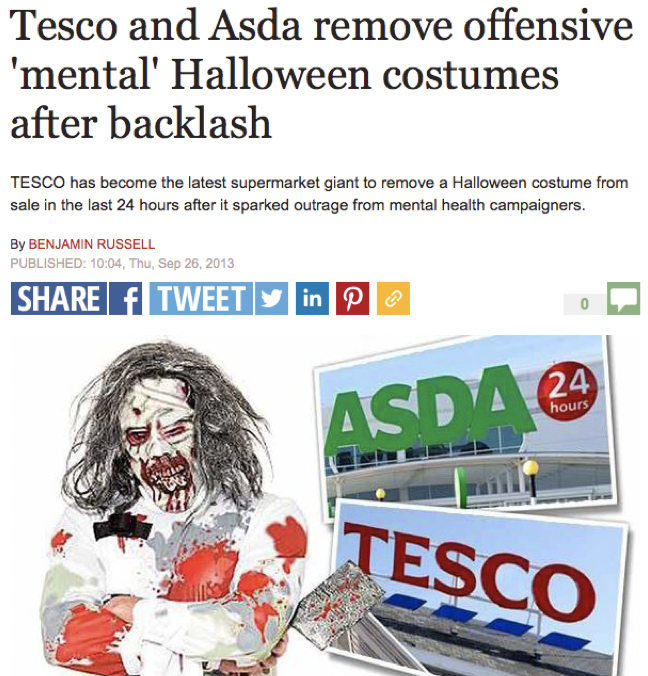 Tesco and Asda remove offensive
'mental' Halloween costumes
after backlash
TESCO has become the latest supermarket giant to remove a Halloween costume from
sale in the last 24 hours after it sparked outrage from mental health campaigners.
By BENJAMIN RUSSELL
PUBLISHED: 10:04, Thu, Sep 26, 2013
SHARE f TWEET in 0
ASDA 24
hours
TESCO